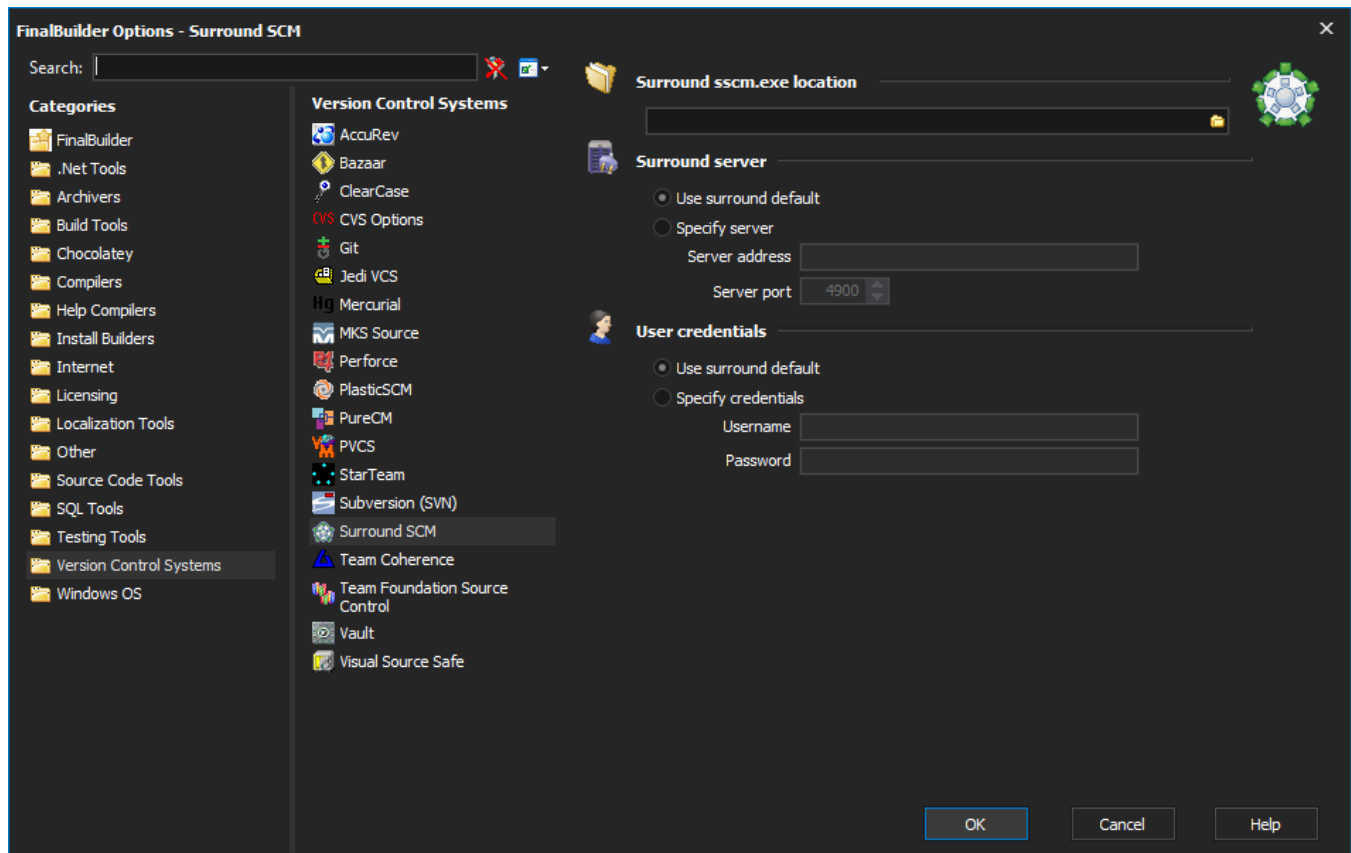 FinalBuilder Options - Surround SCM
Search:
Categories
FinalBuilder
.Net Tools
Archivers
Build Tools
Chocolatey
Compilers
Help Compilers
Install Builders
Internet
Licensing
Localization Tools
Other
Source Code Tools
SQL Tools
Testing Tools
Version Control Systems
Windows OS
Version Control Systems
AccuRev
Bazaar
ClearCase
CVS CVS Options
Git
Jedi VCS
Hg Mercurial
MKS Source
Perforce
PlasticSCM
PureCM
PVCS
StarTeam
Subversion (SVN)
Surround SCM
Team Coherence
Team Foundation Source
Control
Vault
Visual Source Safe
Surround sscm.exe location
Surround server
Use surround default
Specify server
Server address
Server port 4900
User credentials
Use surround default
Specify credentials
Username
Password
OK Cancel Help